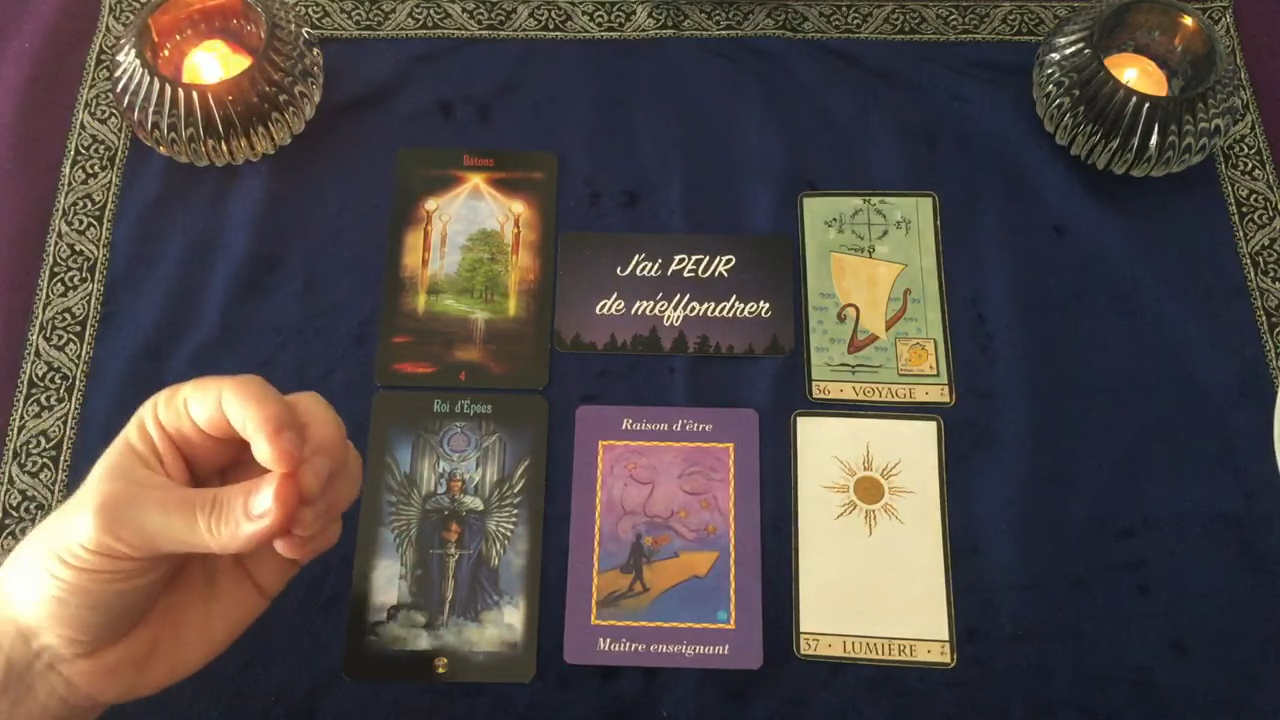 Bâtons
4
J'ai PEUR
de m'effondrer
N
S
36 • VOYAGE •
Roi d'Épées
Raison d'être
Maître enseignant
37 • LUMIÈRE •